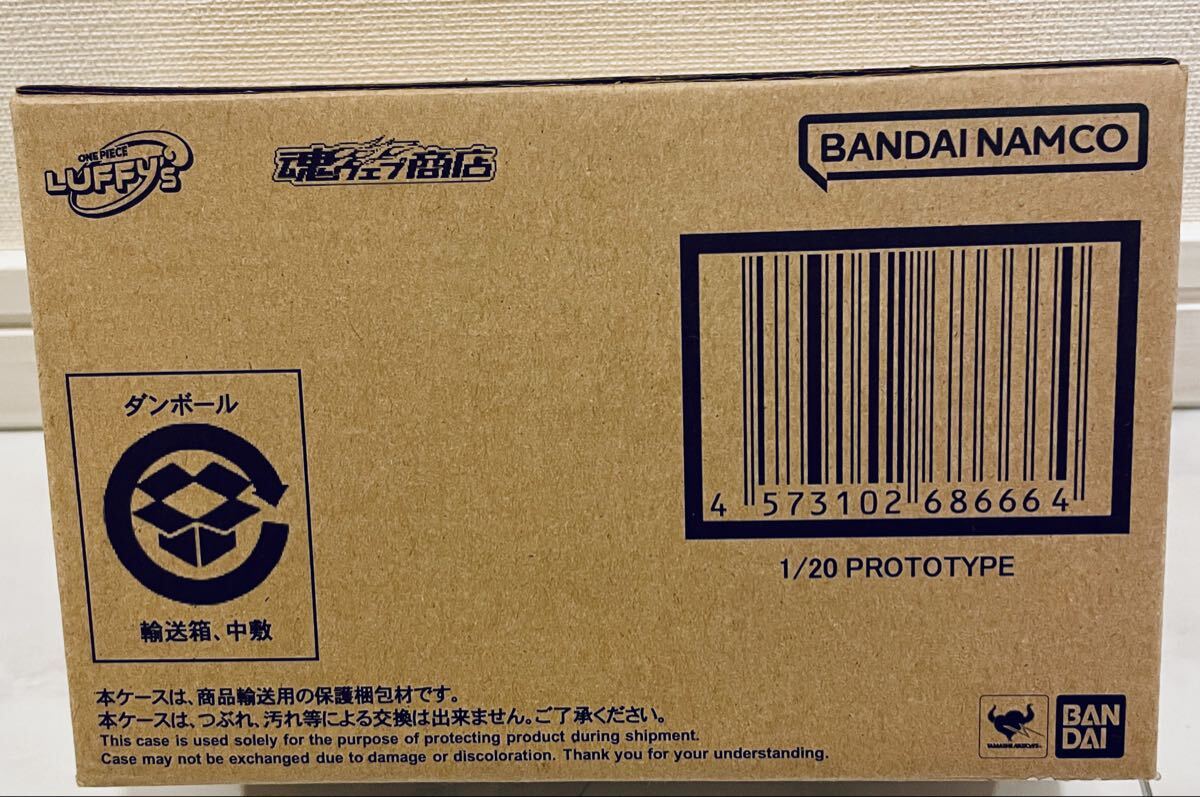 ONE PIECE
LUFFY's
魂ウェブ商店
BANDAI NAMCO
4 573102 686664
1/20 PROTOTYPE
ダンボール
輸送箱、中敷
本ケースは、商品輸送用の保護梱包材です。
本ケースは、つぶれ、汚れ等による交換は出来ません。ご了承ください。
This case is used solely for the purpose of protecting product during shipment.
Case may not be exchanged due to damage or discoloration. Thank you for your understanding.
TAMASHII NATIONS
BAN
DAI